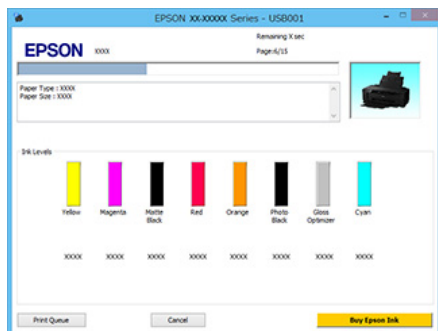 EPSON XX-XXXXX Series - USB001
EPSON XXXX
Remaining X sec
Page:6/15
Paper Type : XXXX
Paper Size : XXXX
Ink Levels
Yellow Magenta Matte Black Red Orange Photo Black Gloss Optimizer Cyan
XXXX XXXX XXXX XXXX XXXX XXXX XXXX XXXX
Print Queue Cancel Buy Epson Ink